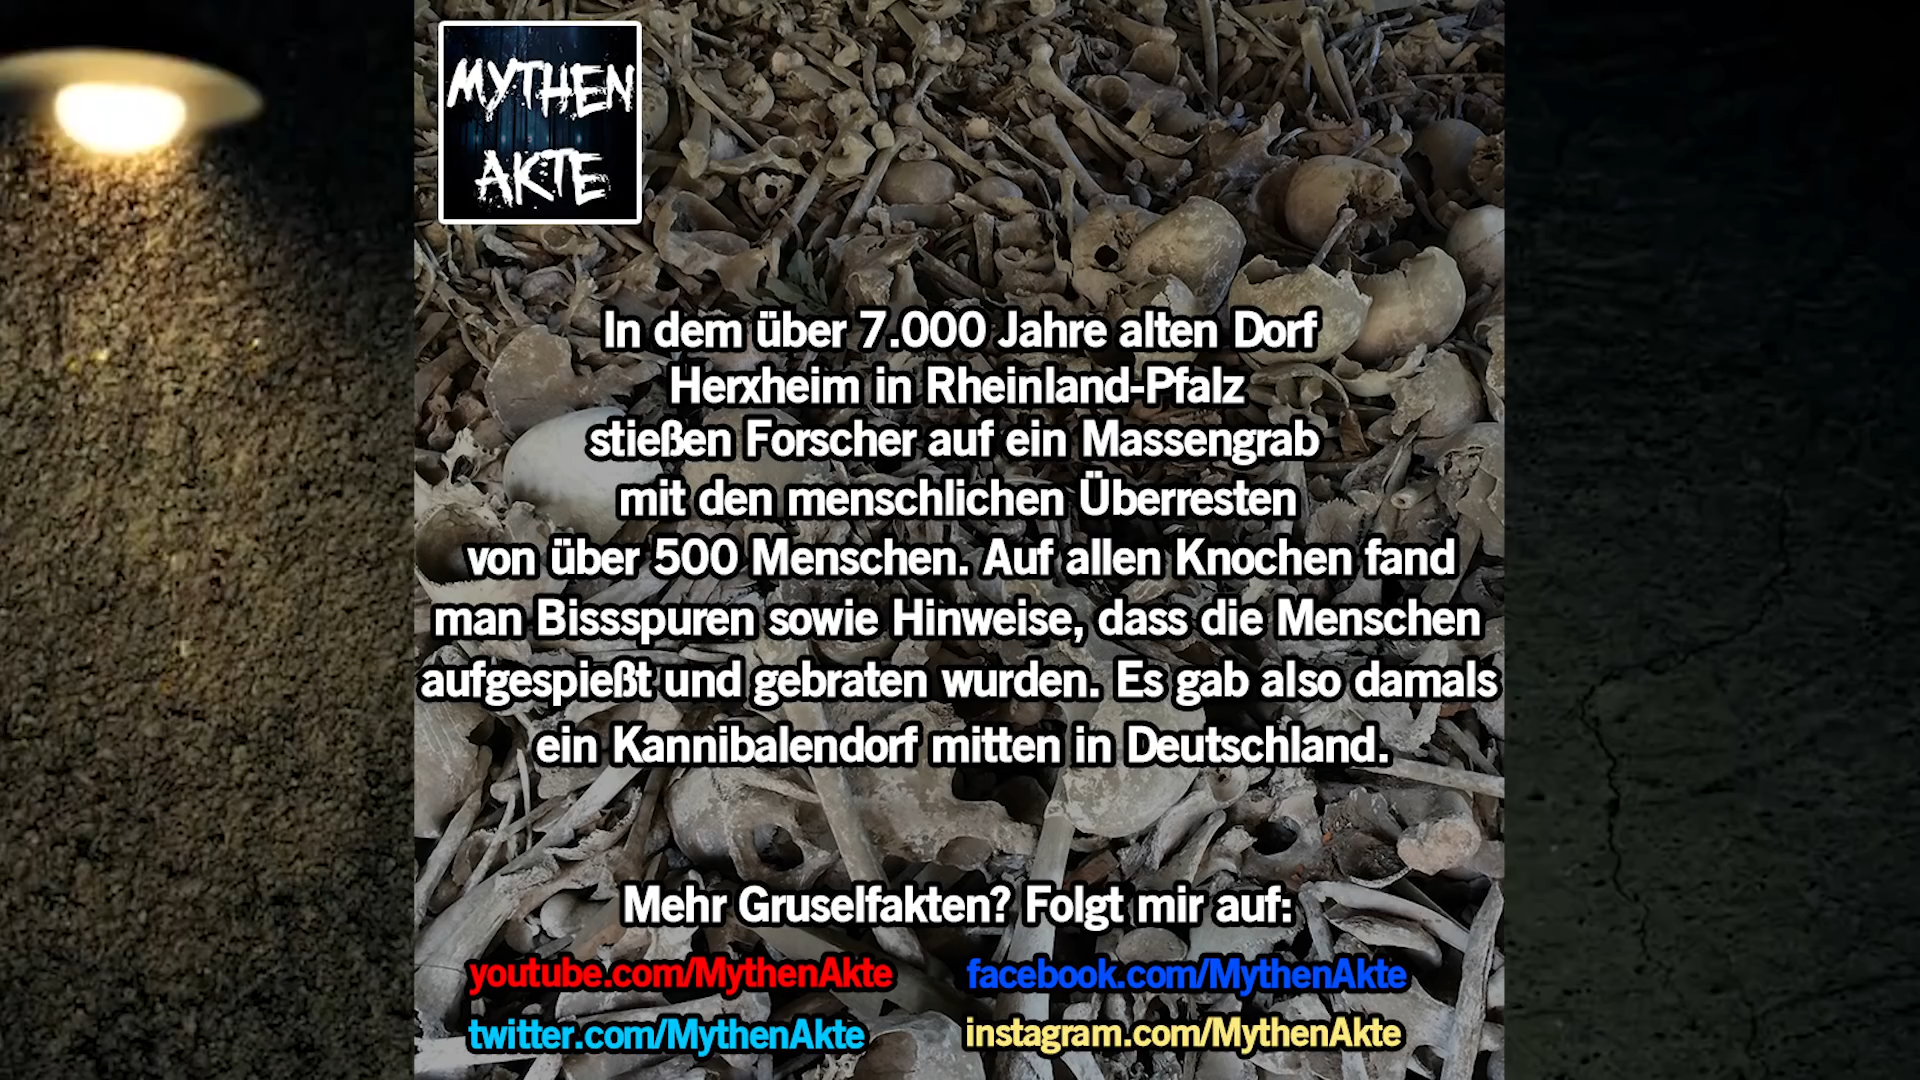 MYTHEN
AKTE
In dem über 7.000 Jahre alten Dorf
Herxheim in Rheinland-Pfalz
stießen Forscher auf ein Massengrab
mit den menschlichen Überresten
von über 500 Menschen. Auf allen Knochen fand
man Bissspuren sowie Hinweise, dass die Menschen
aufgespießt und gebraten wurden. Es gab also damals
ein Kannibalendorf mitten in Deutschland.
Mehr Gruselfakten? Folgt mir auf:
youtube.com/MythenAkte facebook.com/MythenAkte
twitter.com/MythenAkte instagram.com/MythenAkte